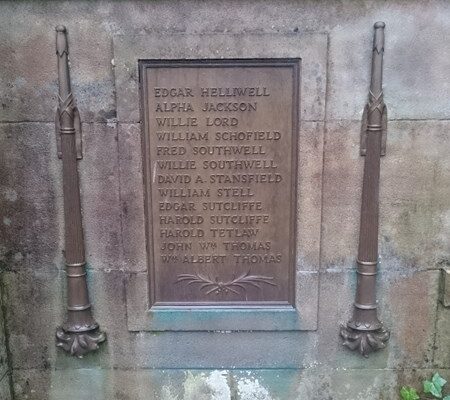 EDGAR HELLIWELL
ALPHA JACKSON
WILLIE LORD
WILLIAM SCHOFIELD
FRED SOUTHWELL
WILLIE SOUTHWELL
DAVID A. STANSFIELD
WILLIAM STELL
EDGAR SUTCLIFFE
HAROLD SUTCLIFFE
HAROLD TETLAW
JOHN WM THOMAS
WM ALBERT THOMAS